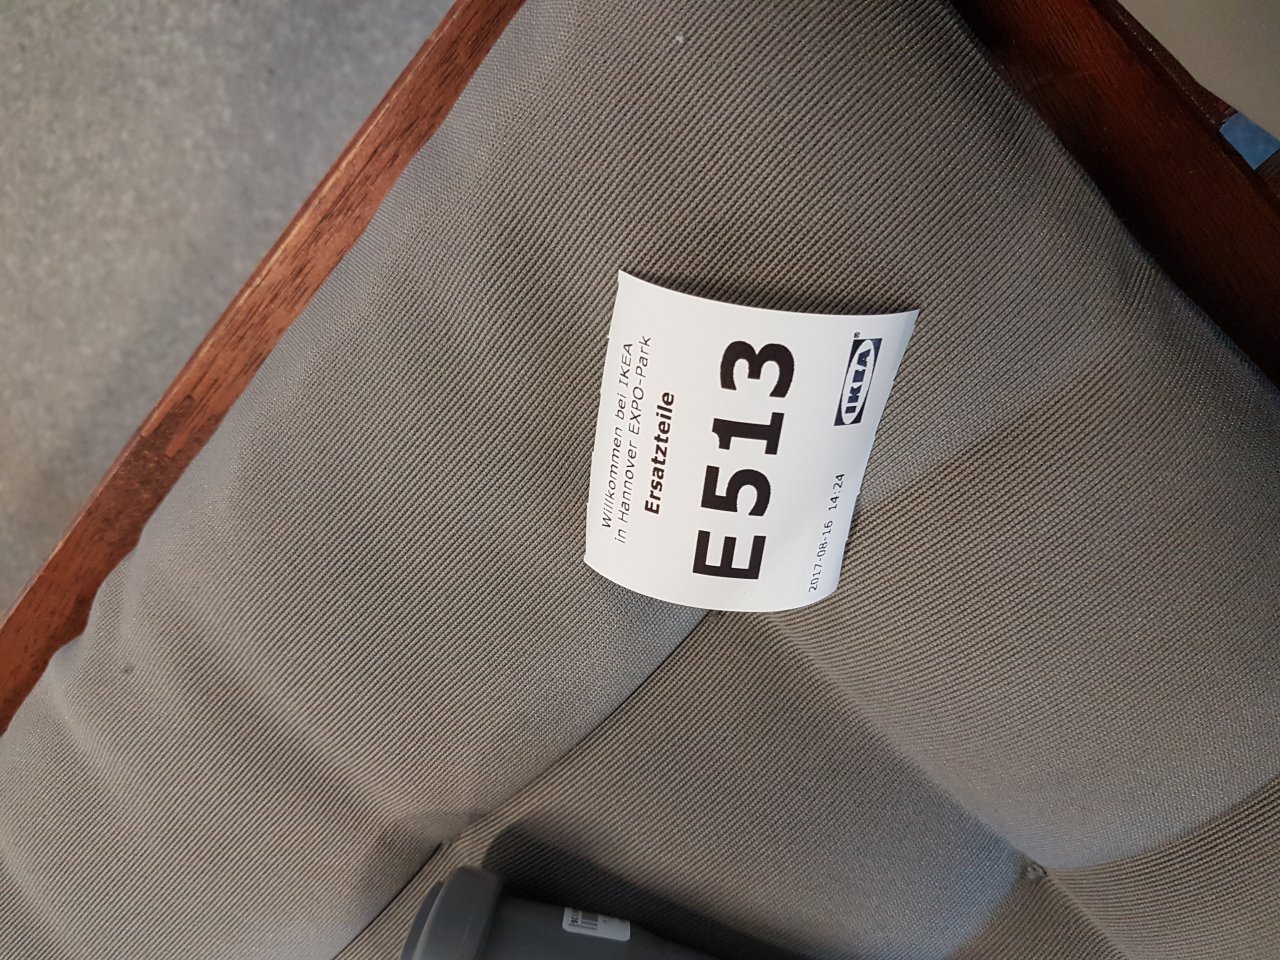 Willkommen bei IKEA
in Hannover EXPO-Park
Ersatzteile
E513
2017-08-16 14:24
IKEA®